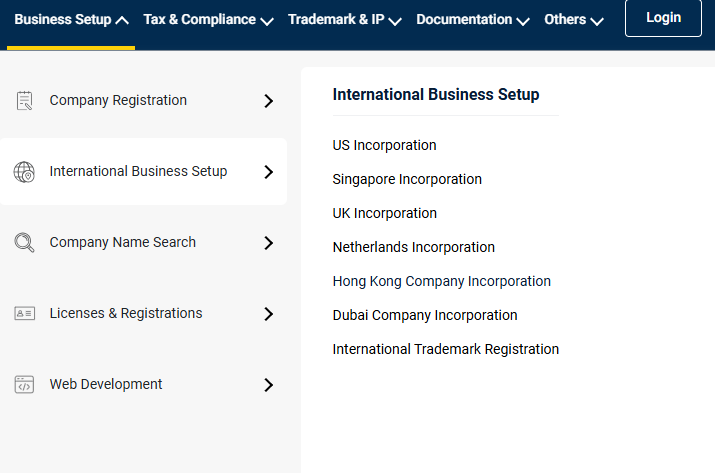 Business Setup Tax & Compliance Trademark & IP Documentation Others Login
Company Registration
International Business Setup
Company Name Search
Licenses & Registrations
Web Development
International Business Setup
US Incorporation
Singapore Incorporation
UK Incorporation
Netherlands Incorporation
Hong Kong Company Incorporation
Dubai Company Incorporation
International Trademark Registration